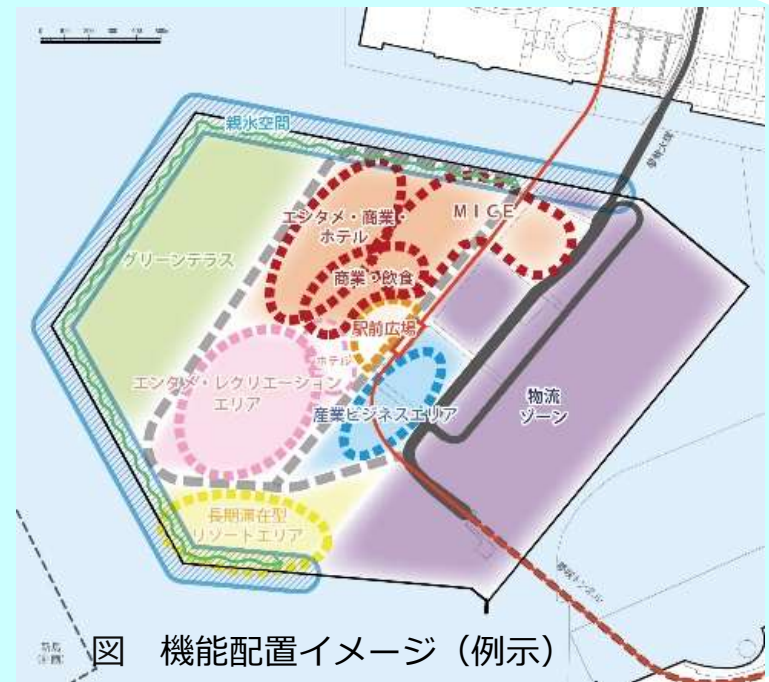 親水空間
エンタメ・商業・
ホテル
MICE
グリーンテラス
商業・飲食
駅前広場
ホテル
エンタメ・レクリエーション
エリア
産業ビジネスエリア
物流
ゾーン
長期滞在型
リゾートエリア
図 機能配置イメージ（例示）